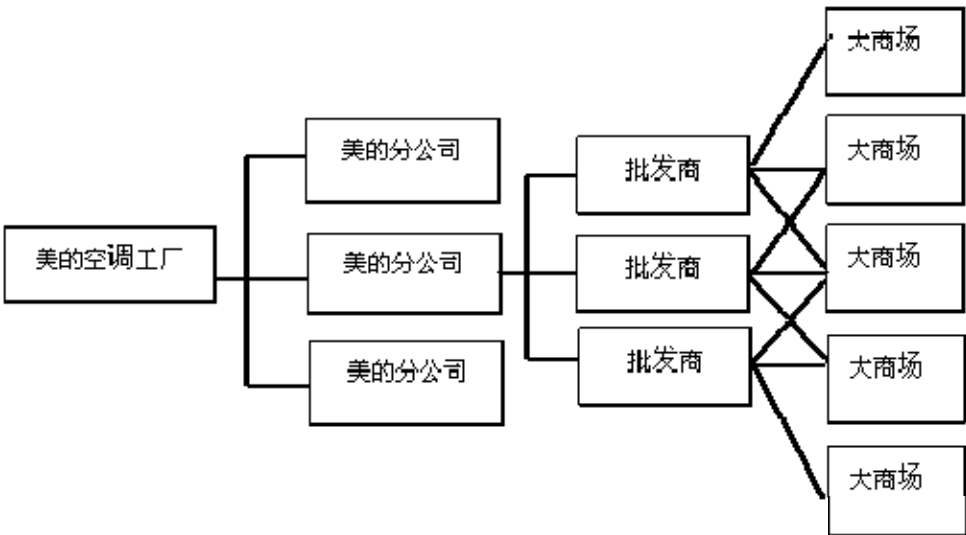 美的空调工厂
美的分公司
美的分公司
美的分公司
批发商
批发商
批发商
大商场
大商场
大商场
大商场
大商场